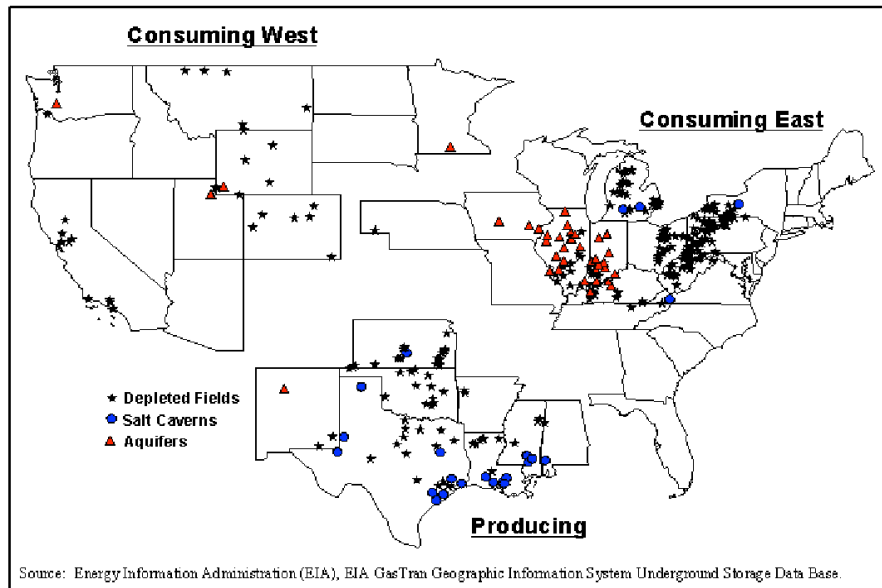 Consuming West
Consuming East
Depleted Fields
Salt Caverns
Aquifers
Producing
Source: Energy Information Administration (EIA), EIA GasTran Geographic Information System Underground Storage Data Base.